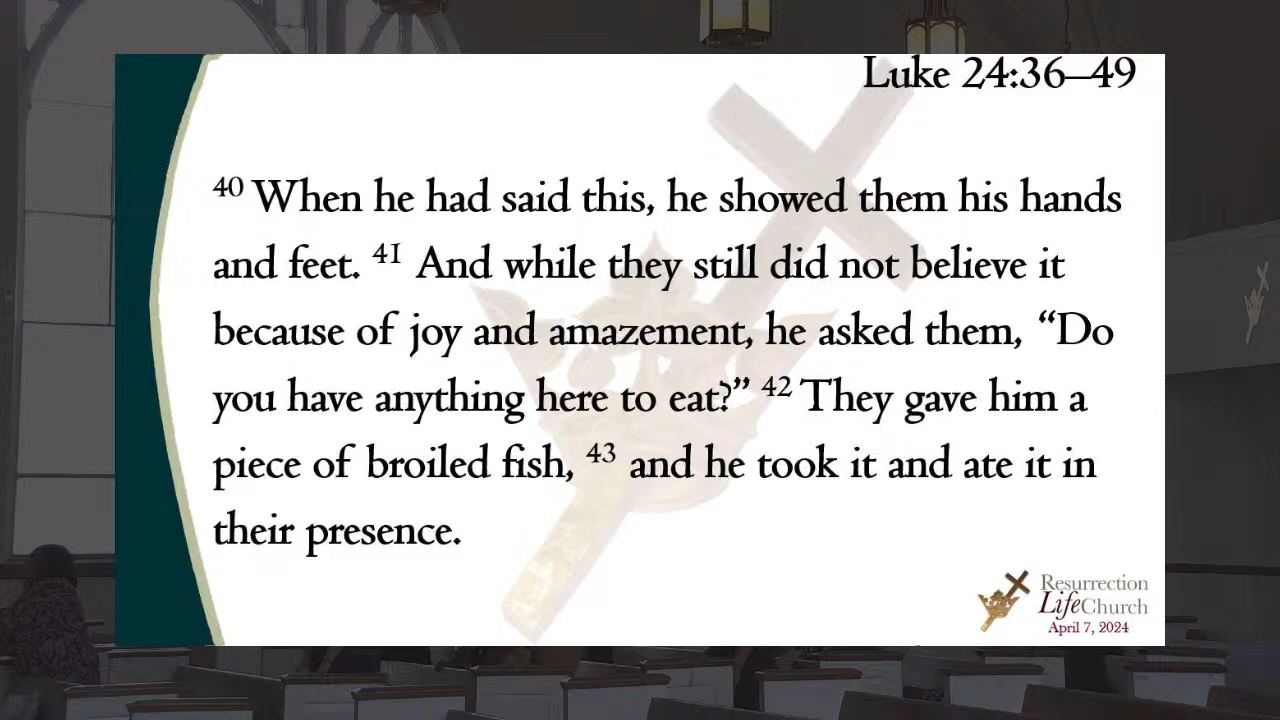 Luke 24:36–49
40 When he had said this, he showed them his hands
and feet. 41 And while they still did not believe it
because of joy and amazement, he asked them, “Do
you have anything here to eat?” 42 They gave him a
piece of broiled fish, 43 and he took it and ate it in
their presence.
Resurrection
LifeChurch
April 7, 2024